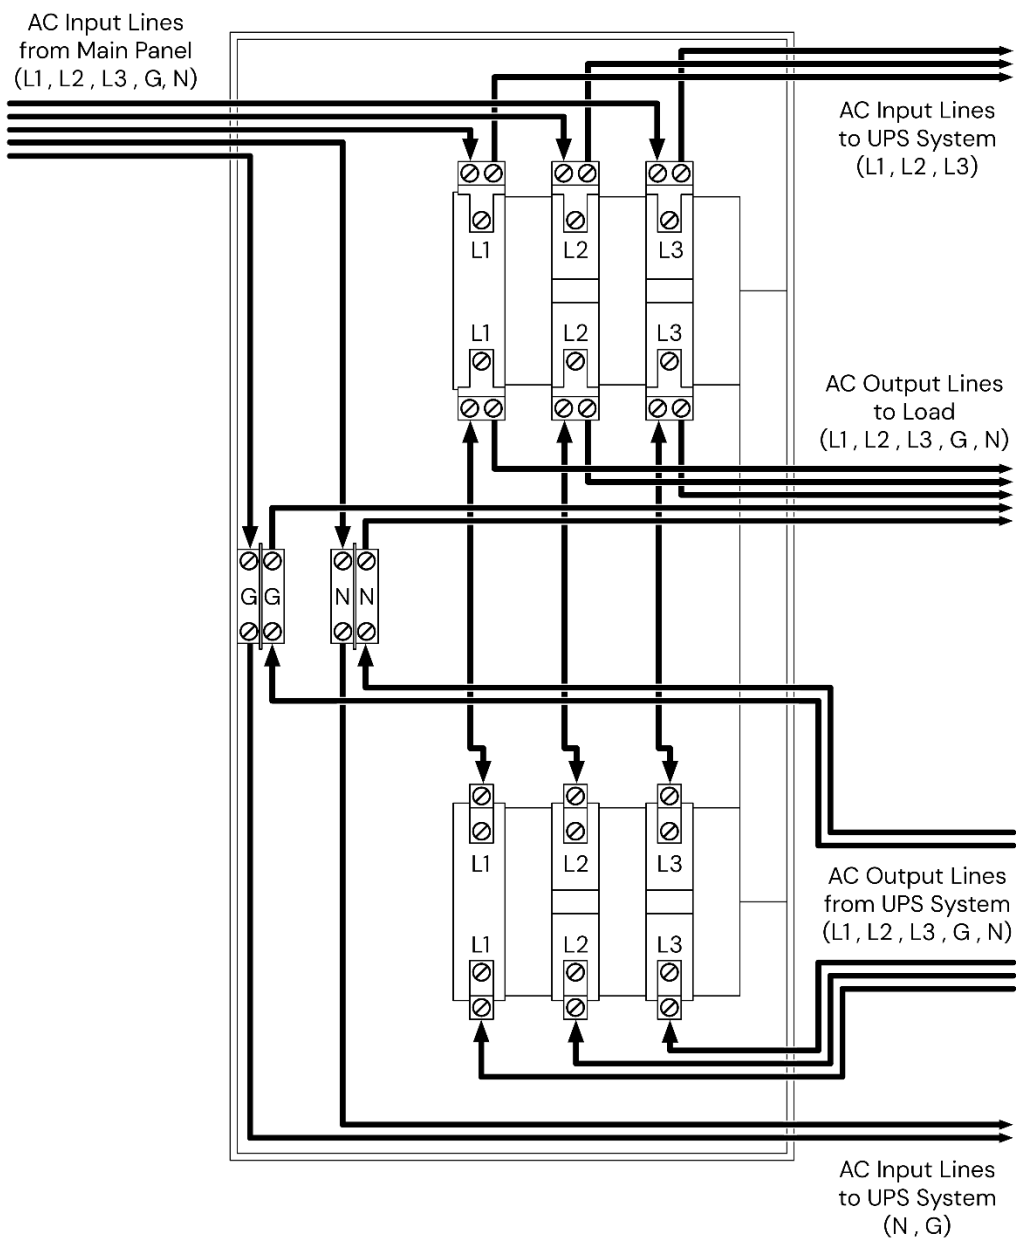 AC Input Lines
from Main Panel
(L1 , L2 , L3 , G, N)
AC Input Lines
to UPS System
(L1 , L2 , L3)
L1 L2 L3
L1 L2 L3
AC Output Lines
to Load
(L1 , L2 , L3 , G , N)
G G N N
L1 L2 L3
AC Output Lines
from UPS System
(L1 , L2 , L3 , G , N)
L1 L2 L3
AC Input Lines
to UPS System
(N , G)